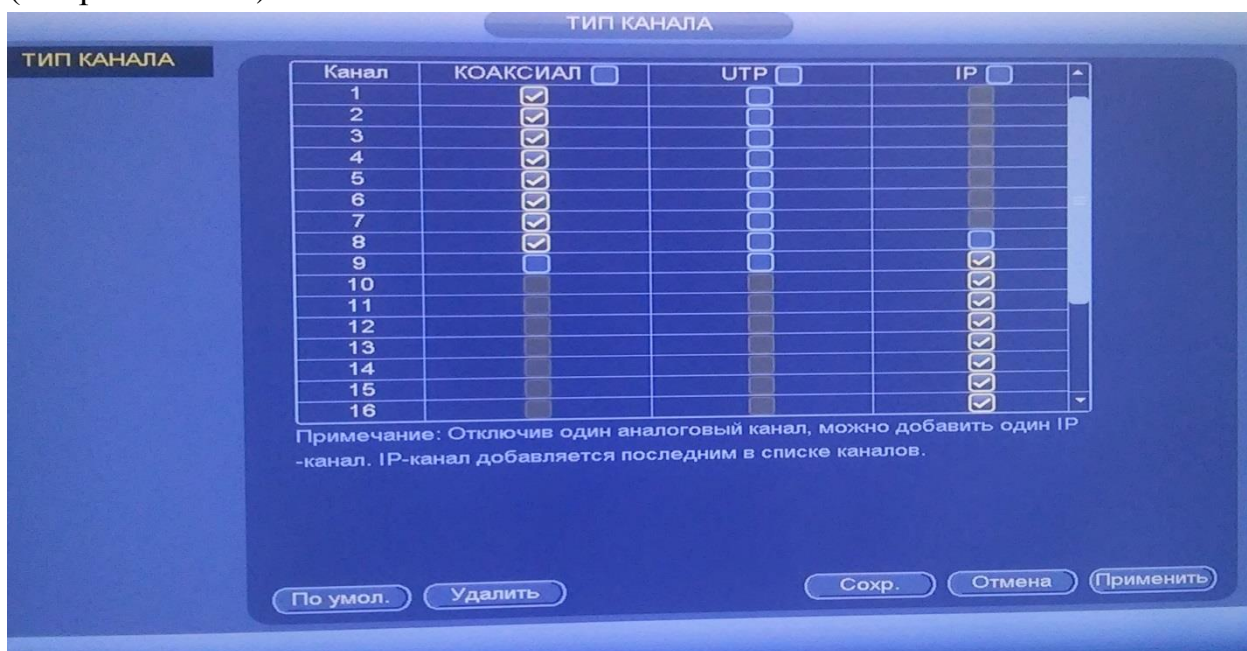 ТИП КАНАЛА
ТИП КАНАЛА
Канал КОАКСИАЛ UTP IP
1
2
3
4
5
6
7
8
9
10
11
12
13
14
15
16
Примечание: Отключив один аналоговый канал, можно добавить один IP
-канал. IP-канал добавляется последним в списке каналов.
По умол. Удалить Сохр. Отмена Применить